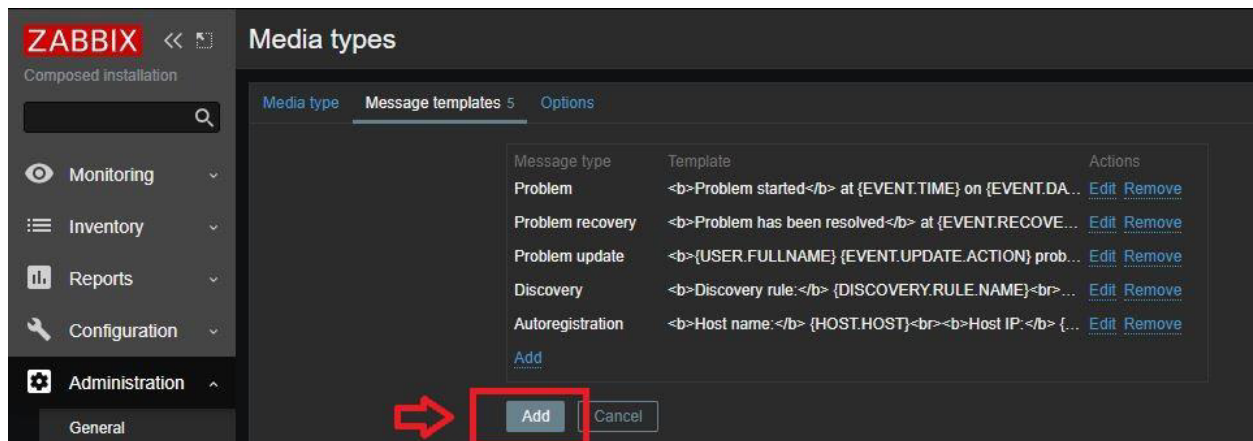 ZABBIX
Media types
Composed installation
Media type Message templates 5 Options
Message type Template Actions
Monitoring
Problem <b>Problem started</b> at {EVENT.TIME} on {EVENT.DA... Edit Remove
Problem recovery <b>Problem has been resolved</b> at {EVENT.RECOVE... Edit Remove
Inventory
Problem update <b>{USER.FULLNAME} {EVENT.UPDATE.ACTION} prob... Edit Remove
Reports
Discovery <b>Discovery rule:</b> {DISCOVERY.RULE.NAME}<br>... Edit Remove
Configuration
Autoregistration <b>Host name:</b> {HOST.HOST}<br><b>Host IP:</b> {... Edit Remove
Add
Administration
Add Cancel
General